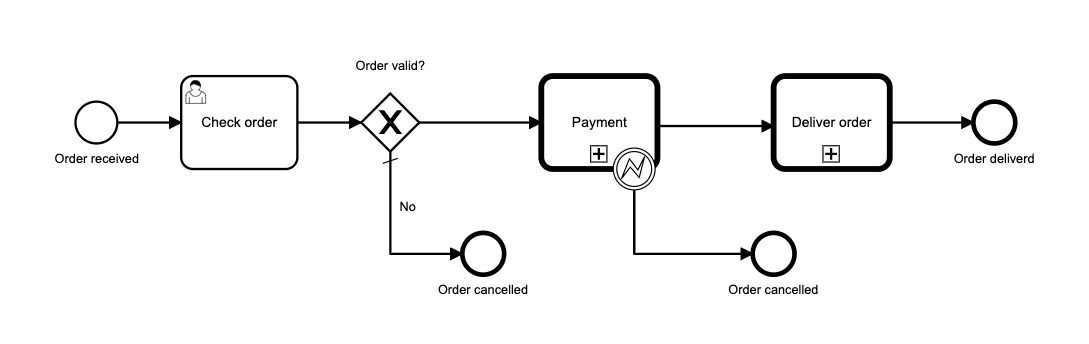 Order valid?
Order received
Check order
Payment
Deliver order
Order deliverd
No
Order cancelled
Order cancelled